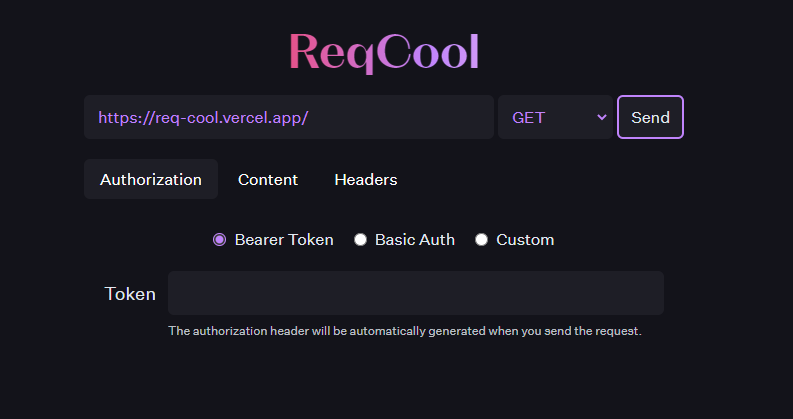 ReqCool
https://req-cool.vercel.app/ GET Send
Authorization Content Headers
Bearer Token Basic Auth Custom
Token
The authorization header will be automatically generated when you send the request.